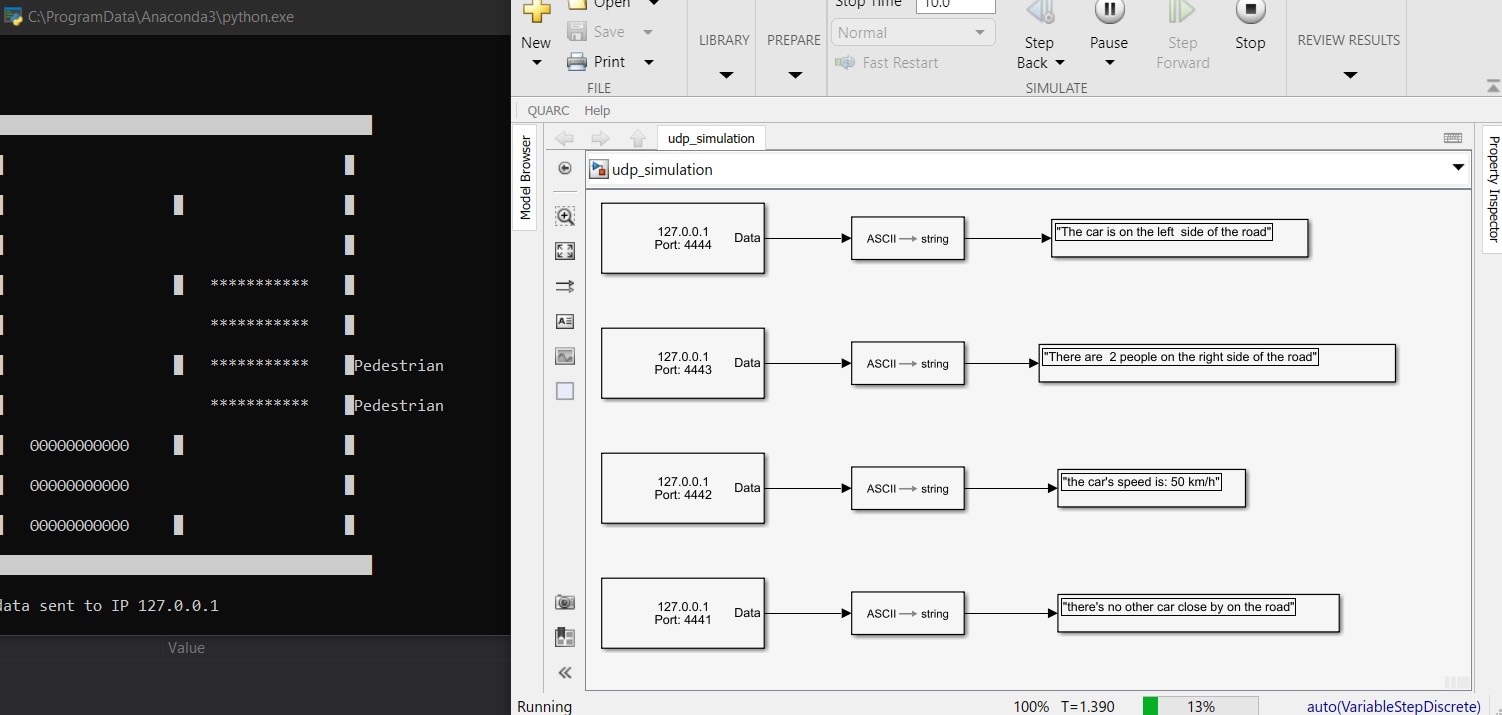 C:\ProgramData\Anaconda3\python.exe
***********
***********
*********** Pedestrian
*********** Pedestrian
00000000000
00000000000
00000000000
data sent to IP 127.0.0.1
Value
Open
Stop Time 10.0
New
Save
Print
FILE
LIBRARY
PREPARE
Normal
Fast Restart
Step
Back
Pause
Step
Forward
Stop
SIMULATE
REVIEW RESULTS
QUARC Help
Model Browser
udp_simulation
udp_simulation
Property Inspector
127.0.0.1
Port: 4444
Data
ASCII string
"The car is on the left  side of the road"
127.0.0.1
Port: 4443
Data
ASCII string
"There are  2 people on the right side of the road"
127.0.0.1
Port: 4442
Data
ASCII string
"the car's speed is: 50 km/h"
127.0.0.1
Port: 4441
Data
ASCII string
"there's no other car close by on the road"
Running
100% T=1.390
13%
auto(VariableStepDiscrete)